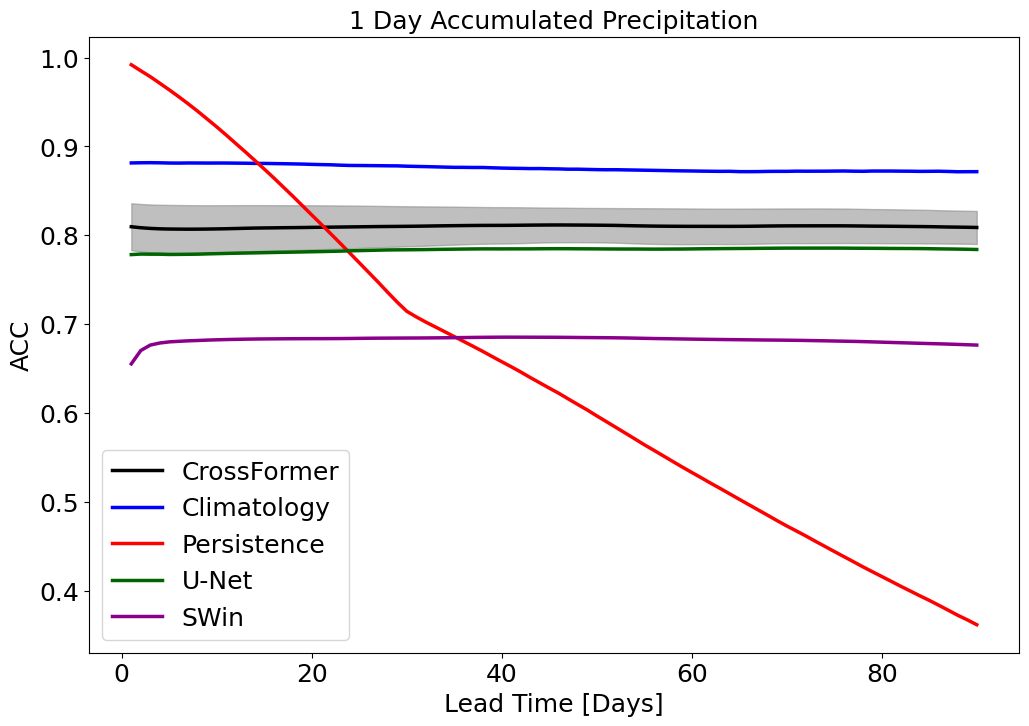 1 Day Accumulated Precipitation
1.0
0.9
0.8
0.7
0.6
0.5
0.4
ACC
CrossFormer
Climatology
Persistence
U-Net
SWin
0 20 40 60 80
Lead Time [Days]